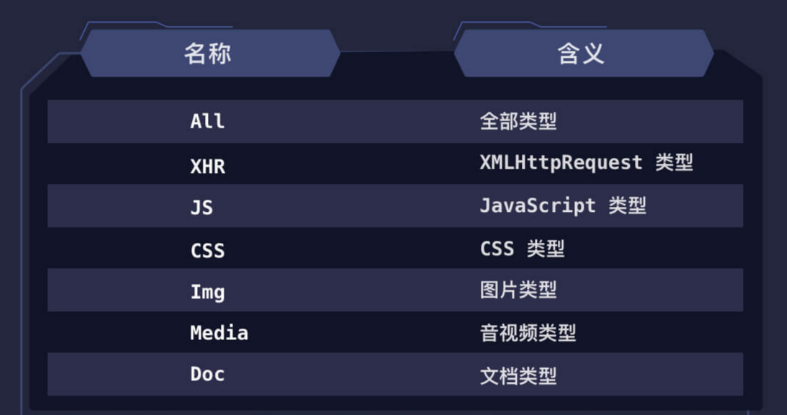 名称 含义
All 全部类型
XHR XMLHttpRequest 类型
JS JavaScript 类型
CSS CSS 类型
Img 图片类型
Media 音视频类型
Doc 文档类型